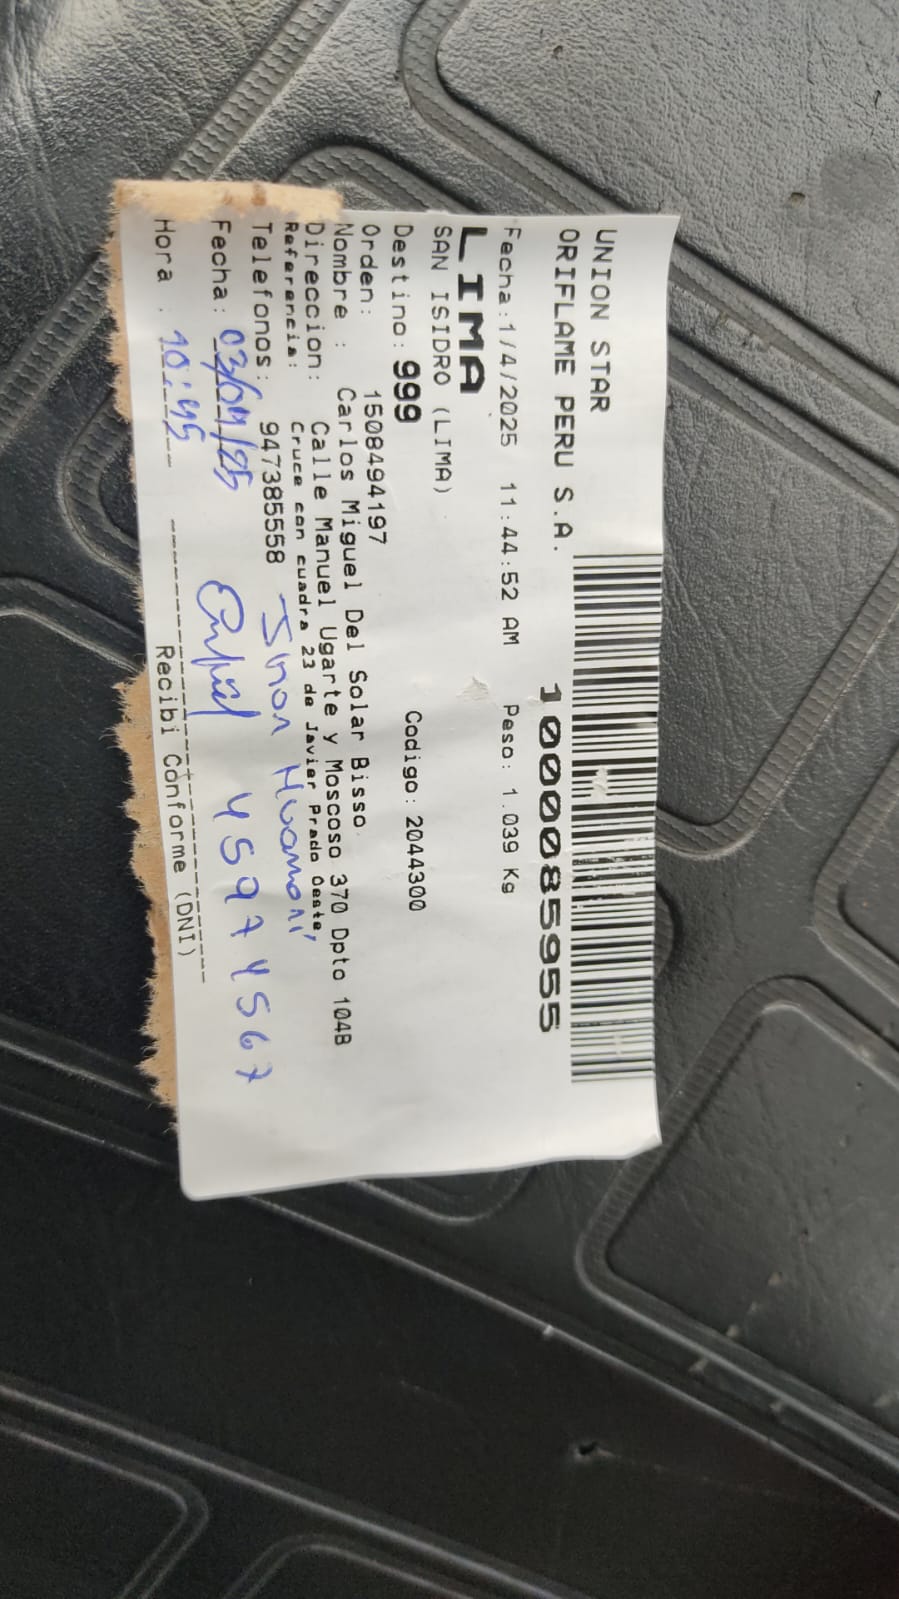 UNION STAR
ORIFLAME PERU S.A.
10000085955
Fecha:1/4/2025 11:44:52 AM Peso: 1.039 Kg
LIMA
SAN ISIDRO (LIMA)
Destino: 999 Codigo: 2044300
Orden: 1508494197
Nombre : Carlos Miguel Del Solar Bisso
Direccion: Calle Manuel Ugarte y Moscoso 370 Dpto 104B
Referencia: Cruce con cuadra 23 de Javier Prado Oeste,
Telefonos: 947385558 Jhon Huamani
Fecha: 03/04/25 45974567
Hora : 10:45
Recibi Conforme (DNI)